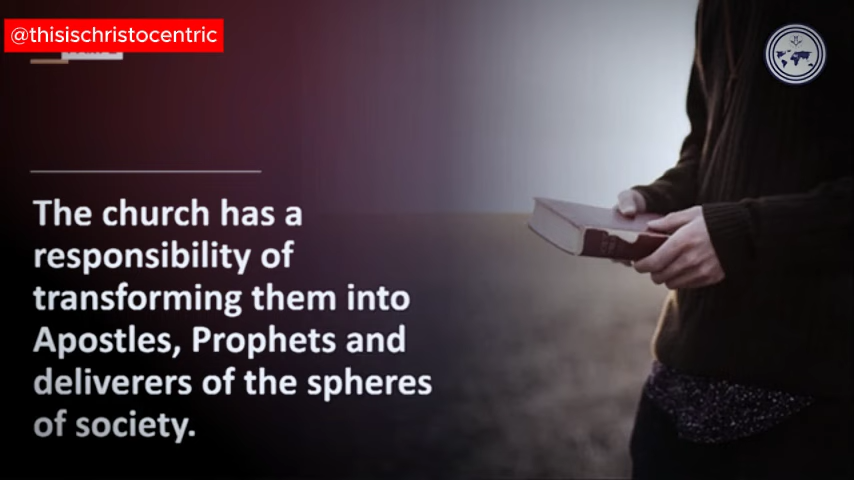 @thisischristocentric
The church has a
responsibility of
transforming them into
Apostles, Prophets and
deliverers of the spheres
of society.